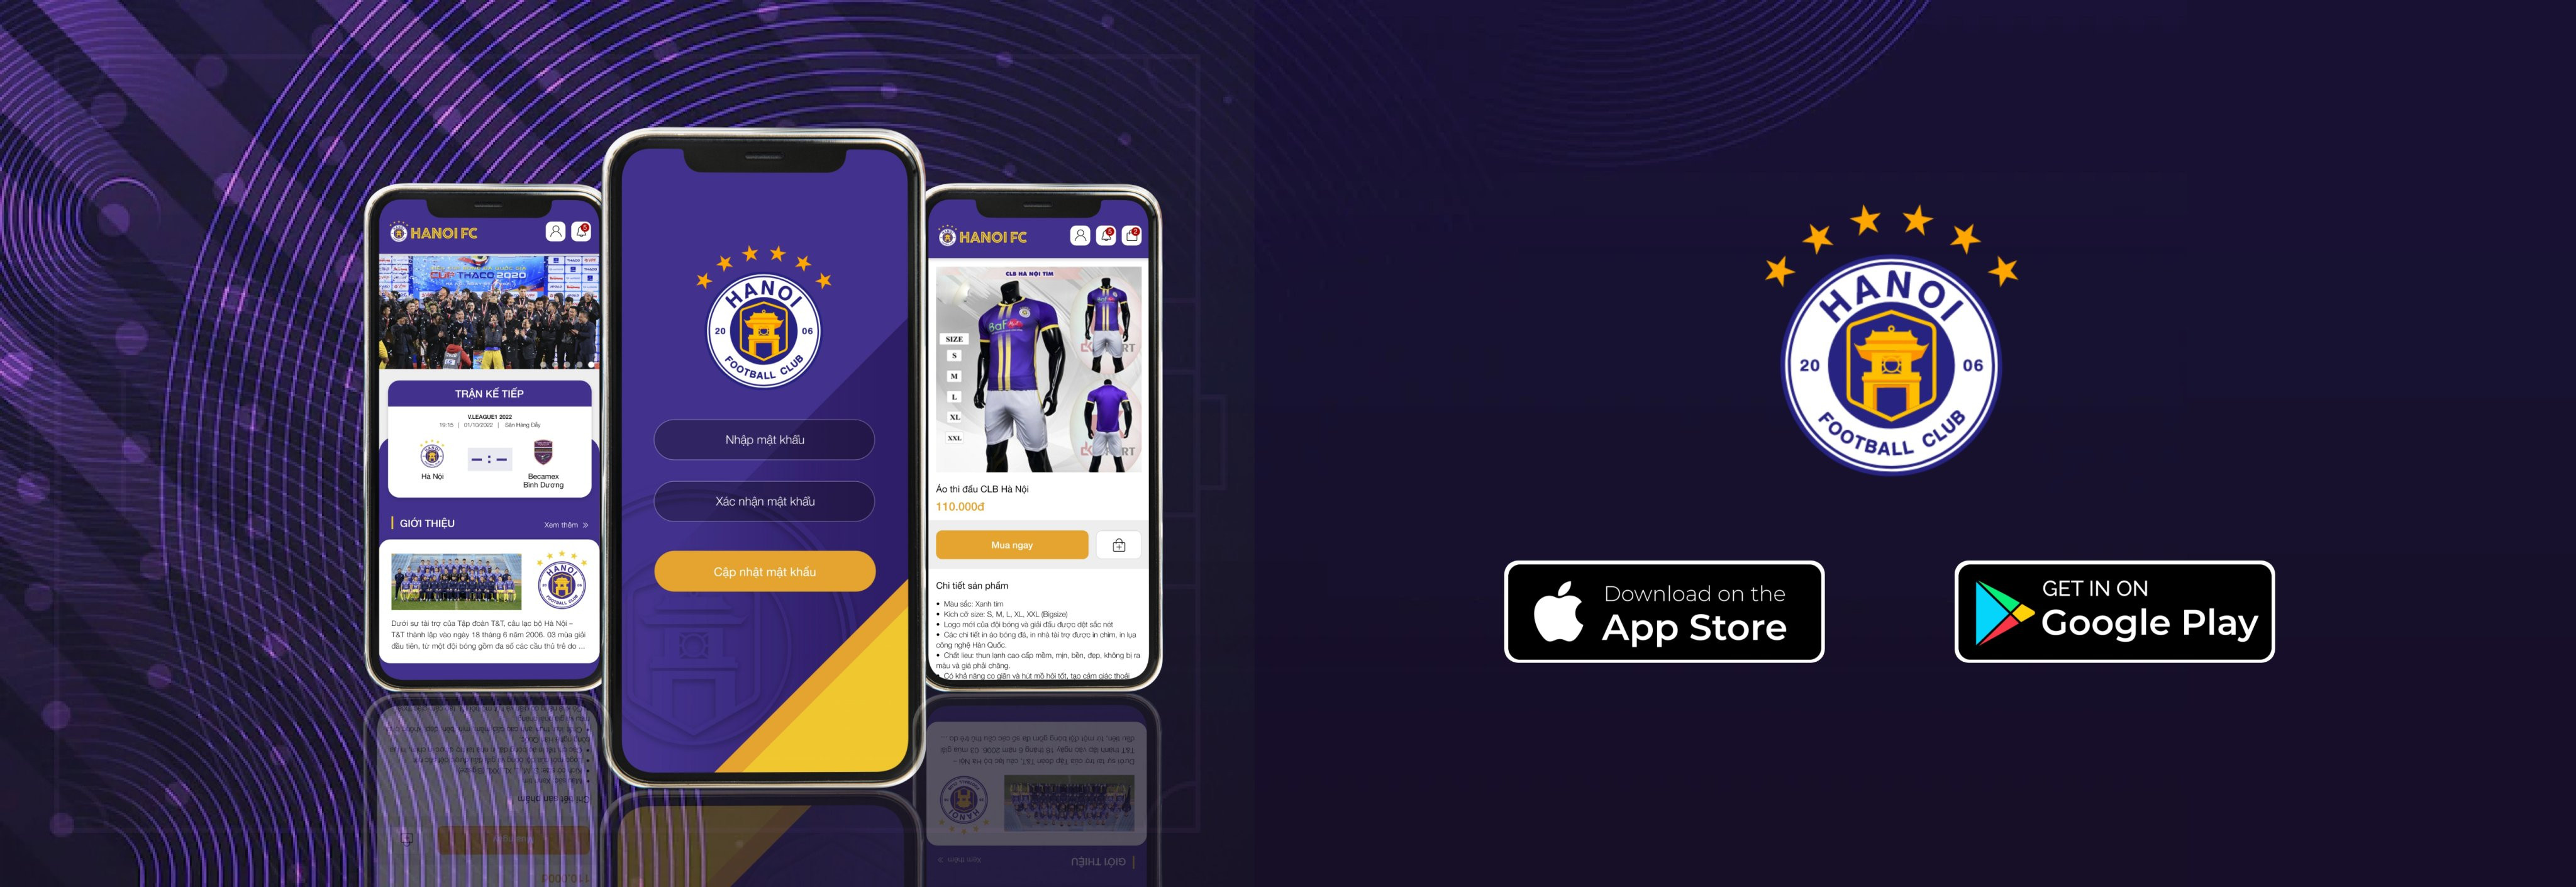 HANOI FC
CUP THACO 2020
TRẬN KẾ TIẾP
V.LEAGUE1 2022
19:15 | 01/10/2022 | Sân Hàng Đẫy
Hà Nội
- : -
Becamex
Bình Dương
GIỚI THIỆU
Xem thêm »
HANOI
Dưới sự tài trợ của Tập đoàn T&T, câu lạc bộ Hà Nội –
T&T thành lập vào ngày 18 tháng 6 năm 2006. 03 mùa giải
đầu tiên, từ một đội bóng gồm đa số các cầu thủ trẻ do ...
HANOI
20 06
FOOTBALL CLUB
Nhập mật khẩu
Xác nhận mật khẩu
Cập nhật mật khẩu
HANOI FC
5
2
CLB HÀ NỘI TIM
BaF
SIZE
S
M
L
XL
XXL
Áo thi đấu CLB Hà Nội
110.000đ
Mua ngay
Chi tiết sản phẩm
• Màu sắc: Xanh tím
• Kích cỡ size: S, M, L, XL, XXL (Bigsize)
• Logo mới của đội bóng và giải đấu được dệt sắc nét
• Các chi tiết in áo bóng đá, in nhà tài trợ được in chìm, in lụa
công nghệ Hàn Quốc.
• Chất liệu: thun lạnh cao cấp mềm, mịn, bền, đẹp, không bị ra
màu và giá phải chăng.
• Có khả năng co giãn và hút mồ hôi tốt, tạo cảm giác thoải
HANOI
20 06
FOOTBALL CLUB
Download on the
App Store
GET IN ON
Google Play